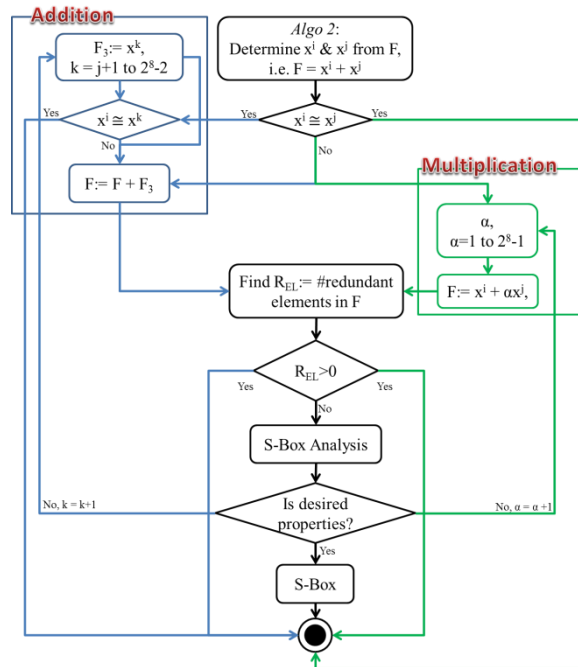 Addition
F₃:= xᵏ,
k = j+1 to 2⁸-2
Yes
xⁱ ≅ xᵏ
No
F:= F + F₃
Algo 2:
Determine xⁱ & xʲ from F,
i.e. F = xⁱ + xʲ
Yes
xⁱ ≅ xʲ
Yes
No
Multiplication
α,
α=1 to 2⁸-1
F:= xⁱ + αxʲ,
Find R_EL:= #redundant
elements in F
Yes
R_EL>0
Yes
No
S-Box Analysis
No, k = k+1
Is desired
properties?
No, α = α +1
Yes
S-Box